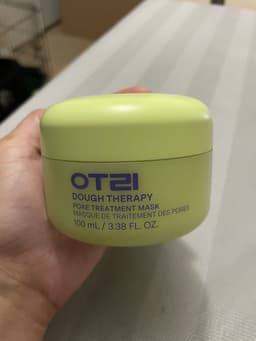 OTZI
DOUGH THERAPY
PORE TREATMENT MASK
MASQUE DE TRAITEMENT DES PORES
100 mL / 3.38 FL. OZ.